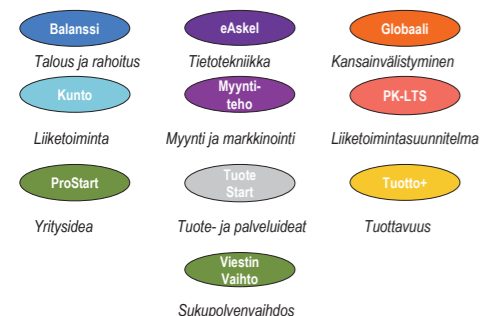 Balanssi
eAskel
Globaali
Talous ja rahoitus
Tietotekniikka
Kansainvälistyminen
Kunto
Myynti-
teho
PK-LTS
Liiketoiminta
Myynti ja markkinointi
Liiketoimintasuunnitelma
ProStart
Tuote
Start
Tuotto+
Yritysidea
Tuote- ja palveluideat
Tuottavuus
Viestin
Vaihto
Sukupolvenvaihdos